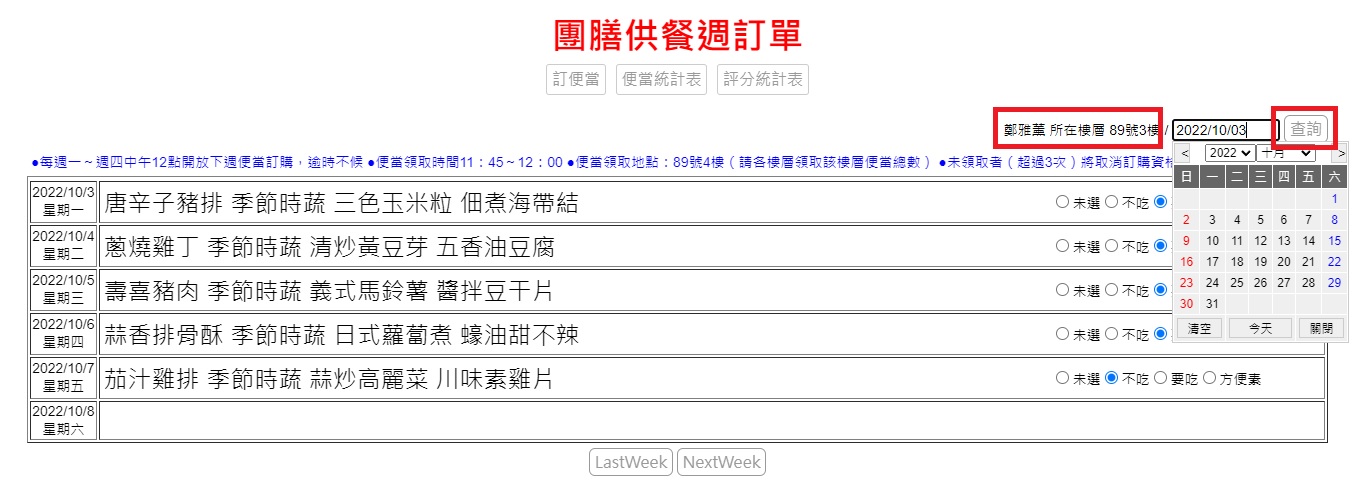 團膳供餐週訂單
訂便當 便當統計表 評分統計表
鄭雅薰 所在樓層 89號3樓 / 2022/10/03 查詢
●每週一～週四中午12點開放下週便當訂購，逾時不候 ●便當領取時間11：45～12：00 ●便當領取地點：89號4樓（請各樓層領取該樓層便當總數） ●未領取者（超過3次）將取消訂購資格
< 2022 十月 >
日 一 二 三 四 五 六
1
2 3 4 5 6 7 8
9 10 11 12 13 14 15
16 17 18 19 20 21 22
23 24 25 26 27 28 29
30 31
清空 今天 關閉
2022/10/3
星期一
唐辛子豬排 季節時蔬 三色玉米粒 佃煮海帶結
未選 不吃
2022/10/4
星期二
蔥燒雞丁 季節時蔬 清炒黃豆芽 五香油豆腐
未選 不吃
2022/10/5
星期三
壽喜豬肉 季節時蔬 義式馬鈴薯 醬拌豆干片
未選 不吃
2022/10/6
星期四
蒜香排骨酥 季節時蔬 日式蘿蔔煮 蠔油甜不辣
未選 不吃
2022/10/7
星期五
茄汁雞排 季節時蔬 蒜炒高麗菜 川味素雞片
未選 不吃 要吃 方便素
2022/10/8
星期六
LastWeek NextWeek